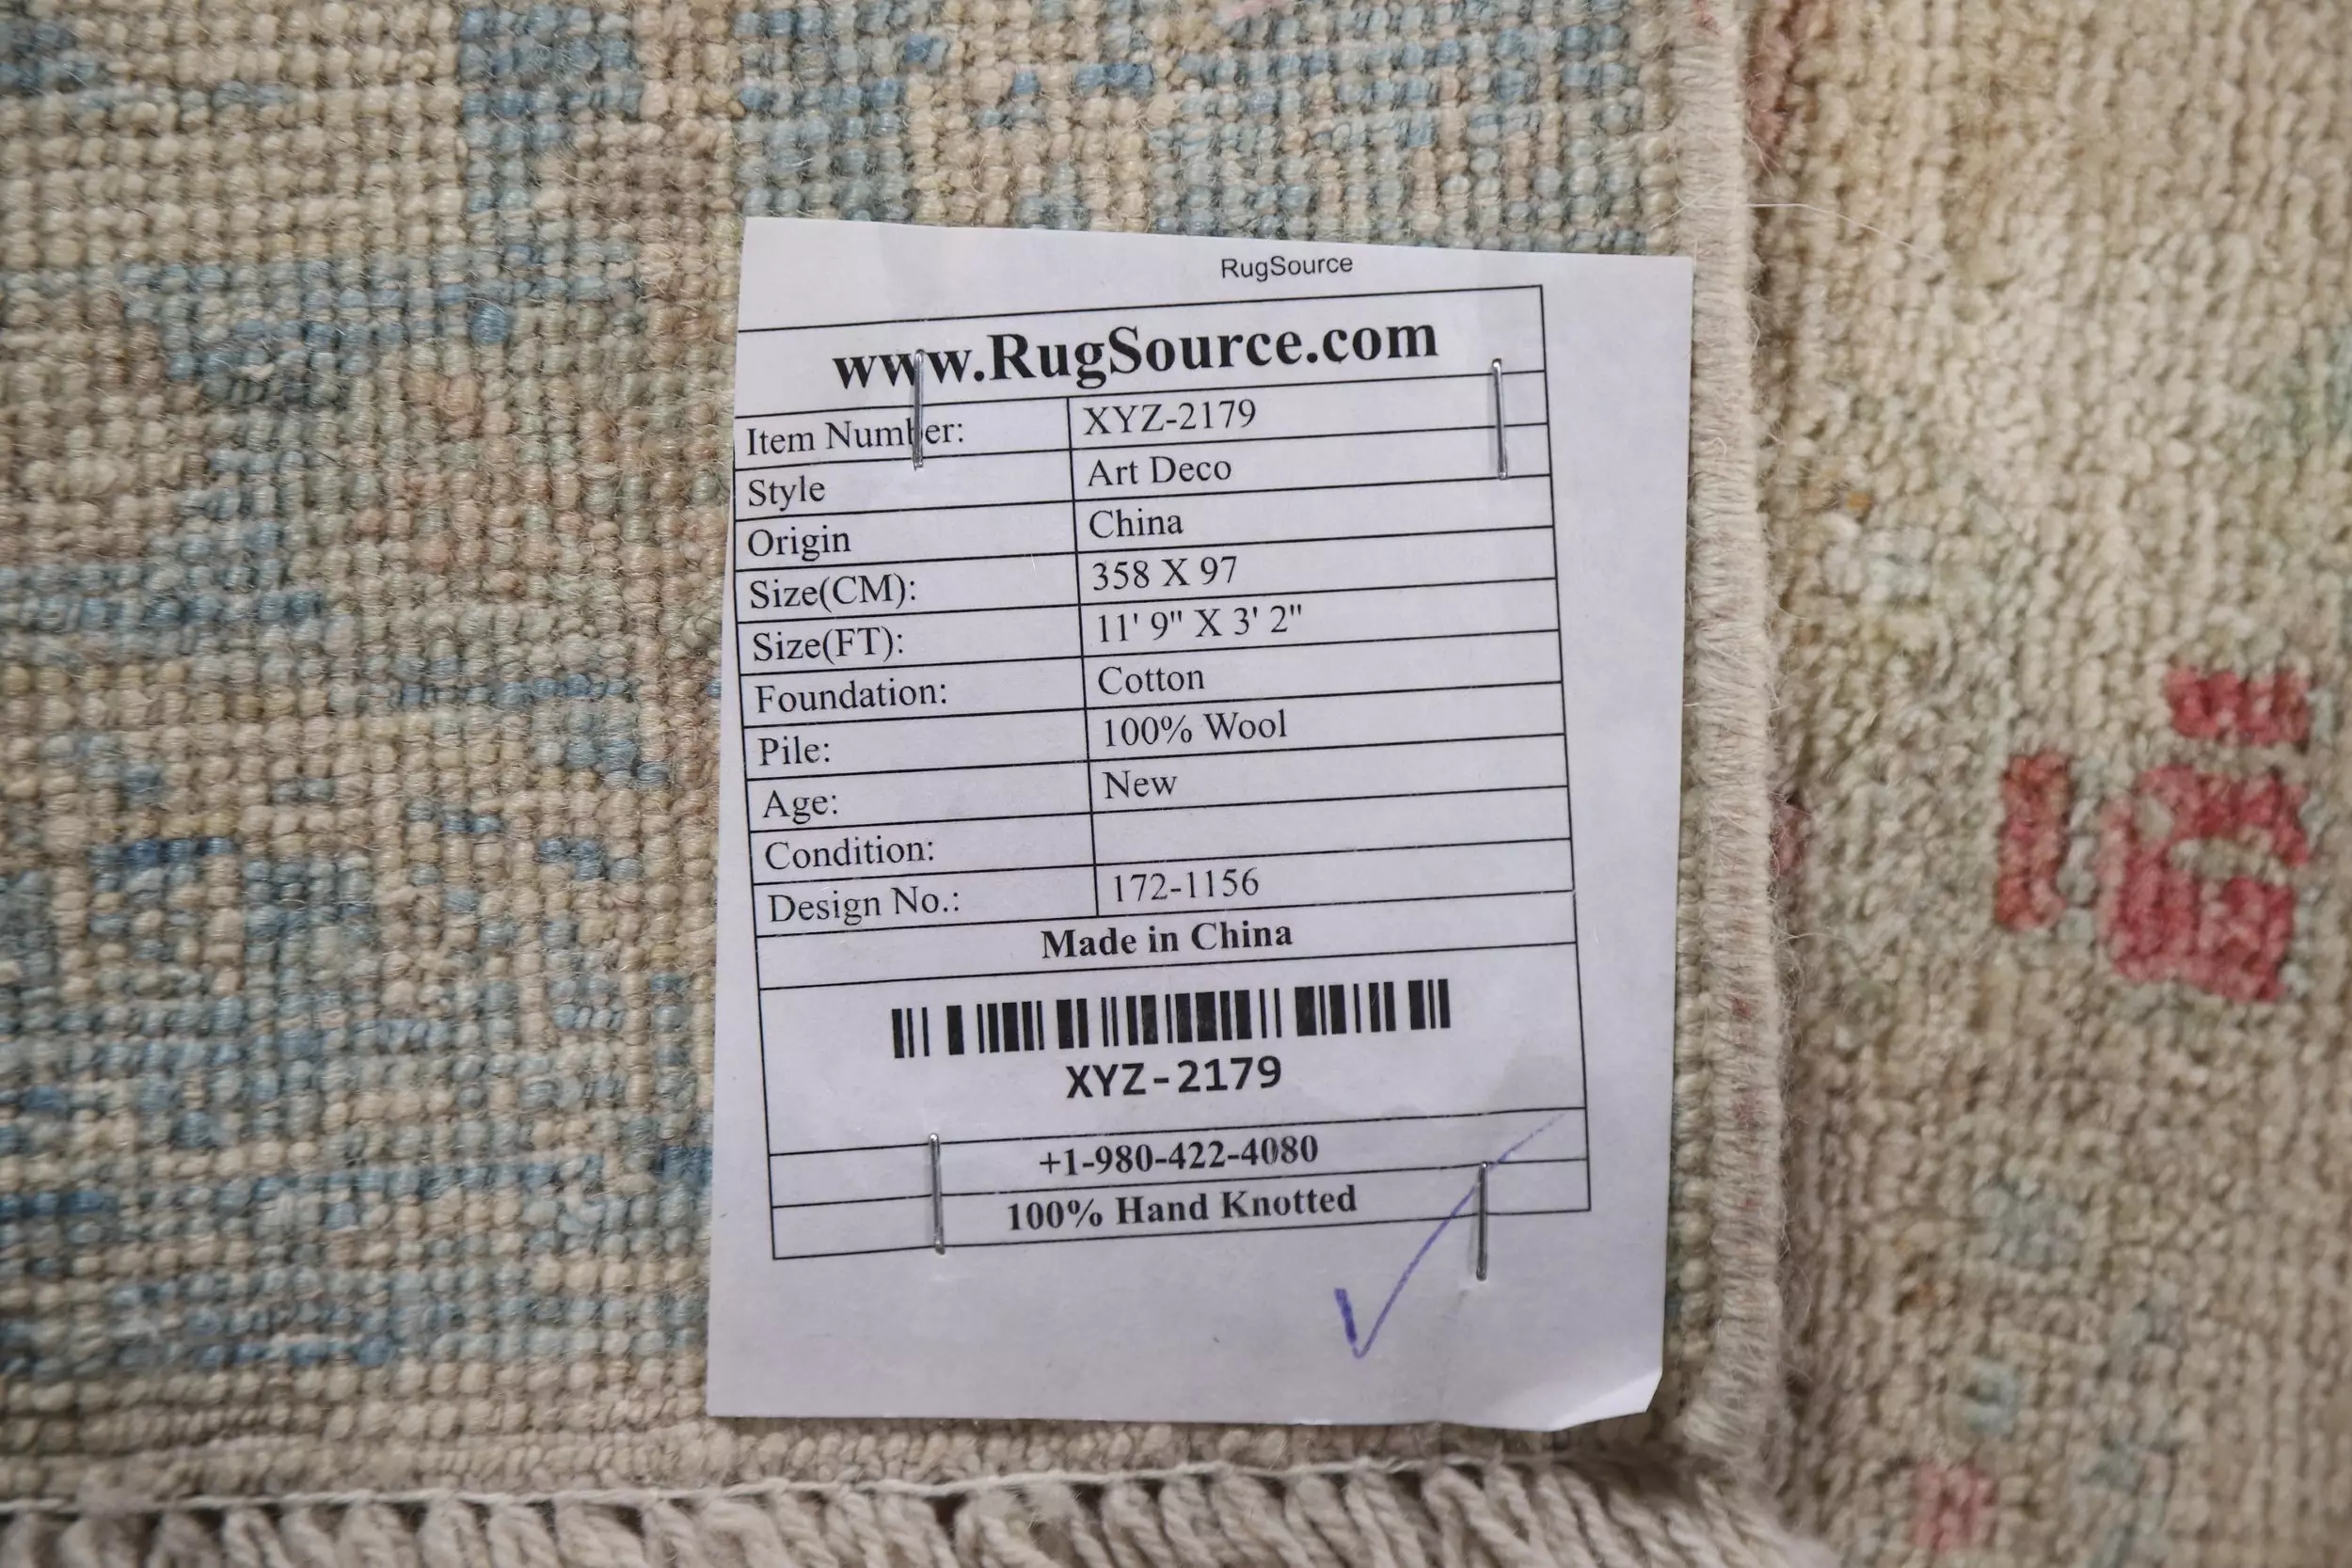 RugSource
www.RugSource.com
Item Number: XYZ-2179
Style Art Deco
Origin China
Size(CM): 358 X 97
Size(FT): 11' 9" X 3' 2"
Foundation: Cotton
Pile: 100% Wool
Age: New
Condition:
Design No.: 172-1156
Made in China
XYZ-2179
+1-980-422-4080
100% Hand Knotted